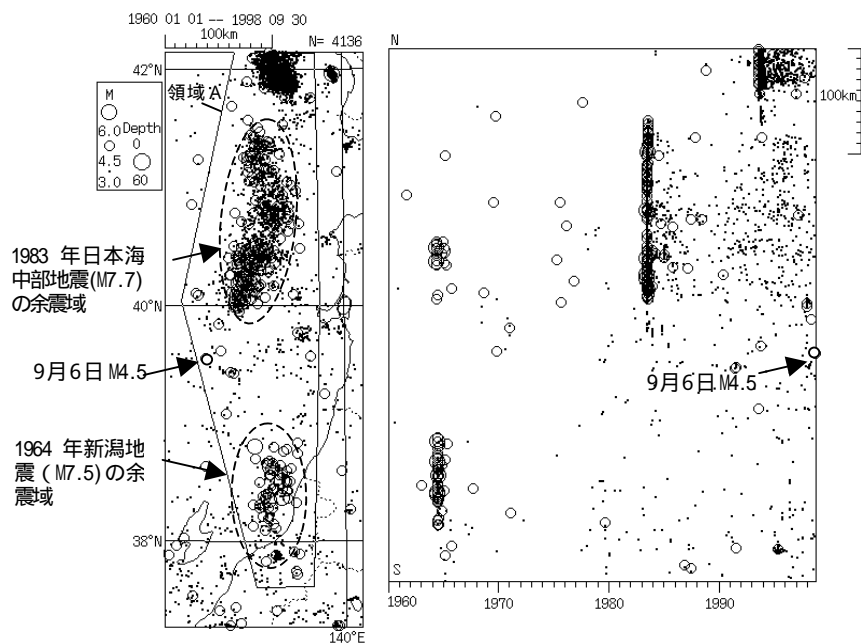 1960 01 01 -- 1998 09 30
100km
N= 4136
42°N
領域A
M
6.0 Depth
0
4.5
3.0 60
1983 年日本海
中部地震(M7.7)
の余震域
40°N
9月6日 M4.5
1964 年新潟地
震 ( M7.5) の余
震域
38°N
140°E
N
100km
9月6日 M4.5
S
1960
1970
1980
1990